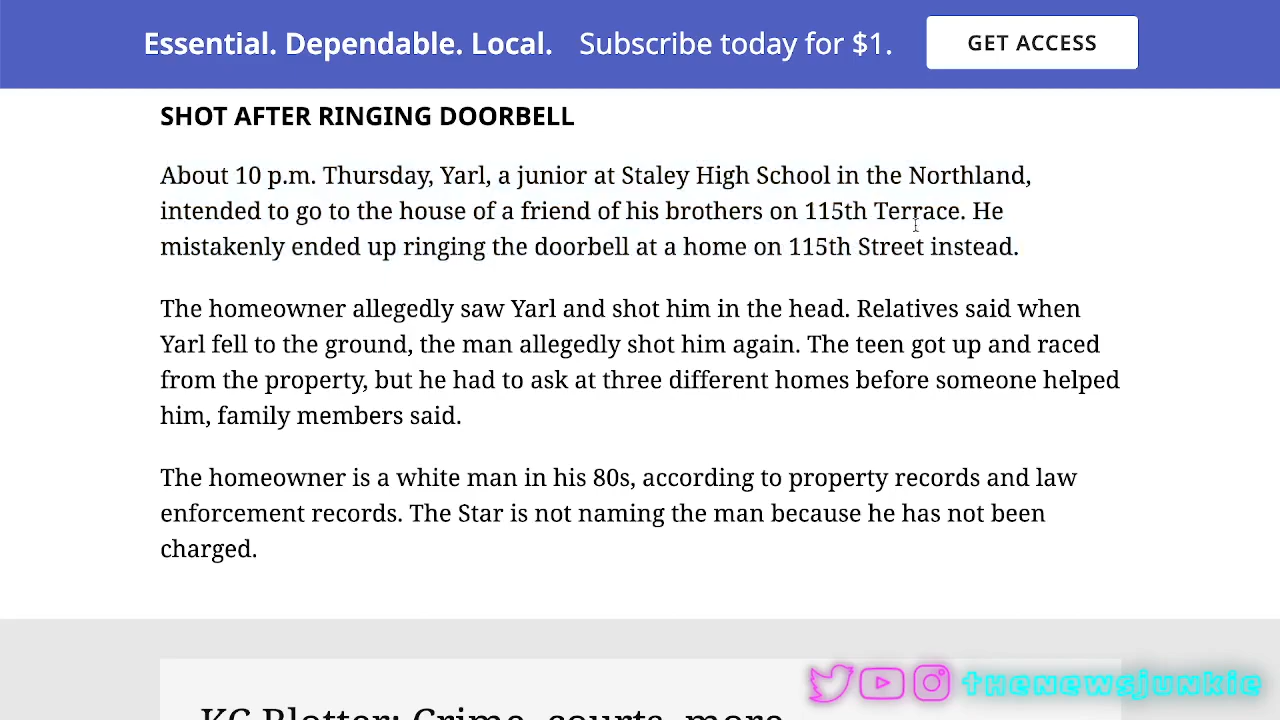 Essential. Dependable. Local. Subscribe today for $1. GET ACCESS
SHOT AFTER RINGING DOORBELL
About 10 p.m. Thursday, Yarl, a junior at Staley High School in the Northland,
intended to go to the house of a friend of his brothers on 115th Terrace. He
mistakenly ended up ringing the doorbell at a home on 115th Street instead.
The homeowner allegedly saw Yarl and shot him in the head. Relatives said when
Yarl fell to the ground, the man allegedly shot him again. The teen got up and raced
from the property, but he had to ask at three different homes before someone helped
him, family members said.
The homeowner is a white man in his 80s, according to property records and law
enforcement records. The Star is not naming the man because he has not been
charged.
KC Blotter: Crime, courts, more
thenewsjunkie